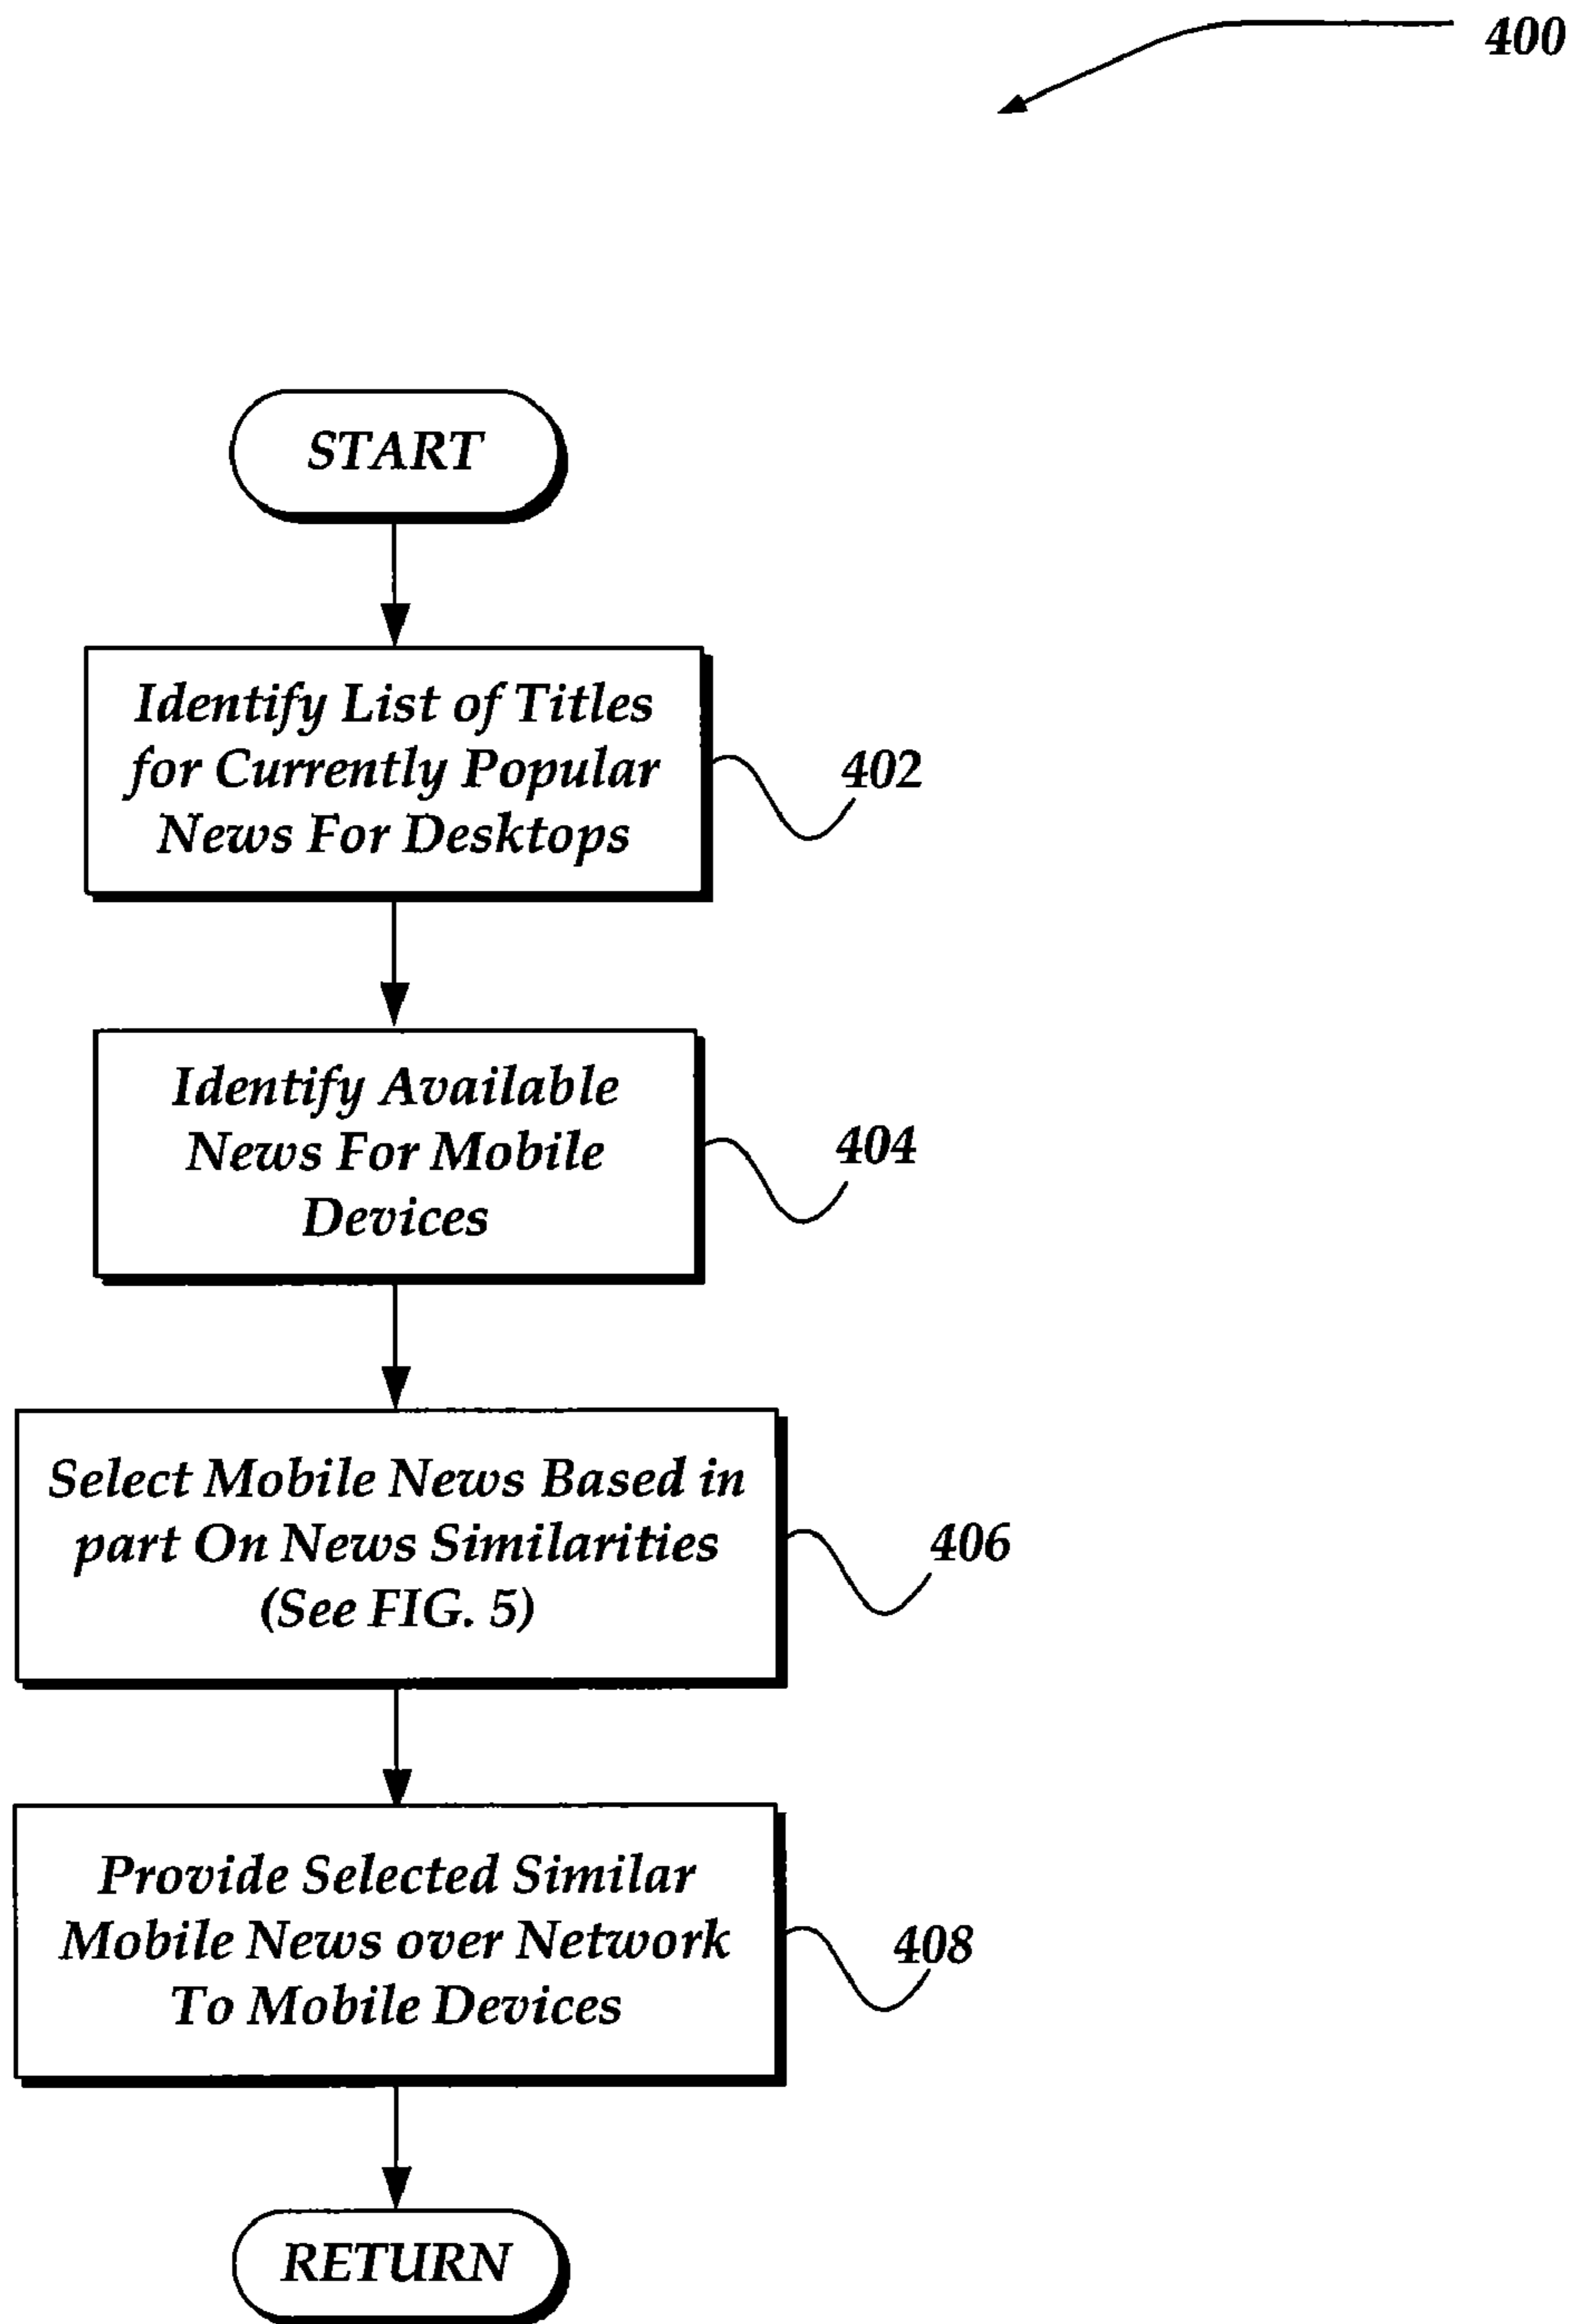 400
START
Identify List of Titles
for Currently Popular
News For Desktops
402
Identify Available
News For Mobile
Devices
404
Select Mobile News Based in
part On News Similarities
(See FIG. 5)
406
Provide Selected Similar
Mobile News over Network
To Mobile Devices
408
RETURN